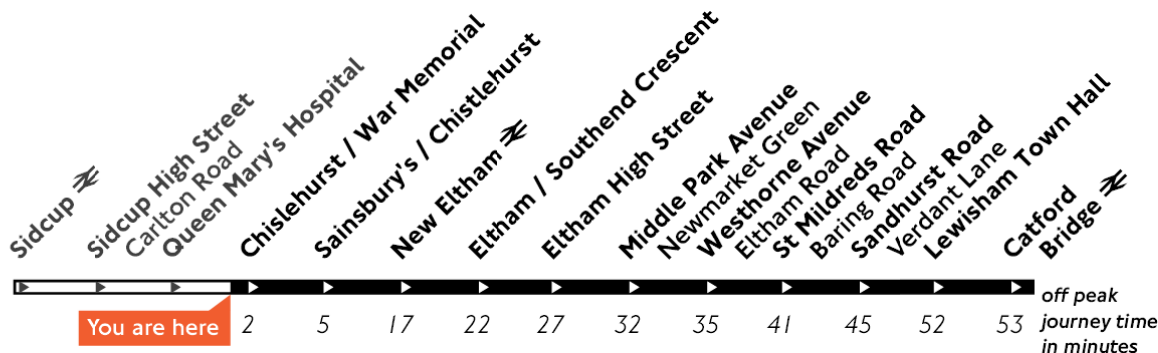 Sidcup
Sidcup High Street
Carlton Road
Queen Mary's Hospital
Chislehurst / War Memorial
Sainsbury's / Chistlehurst
New Eltham
Eltham / Southend Crescent
Eltham High Street
Middle Park Avenue
Newmarket Green
Westhorne Avenue
Eltham Road
St Mildreds Road
Baring Road
Sandhurst Road
Verdant Lane
Lewisham Town Hall
Catford
Bridge
You are here
2 5 17 22 27 32 35 41 45 52 53
off peak
journey time
in minutes